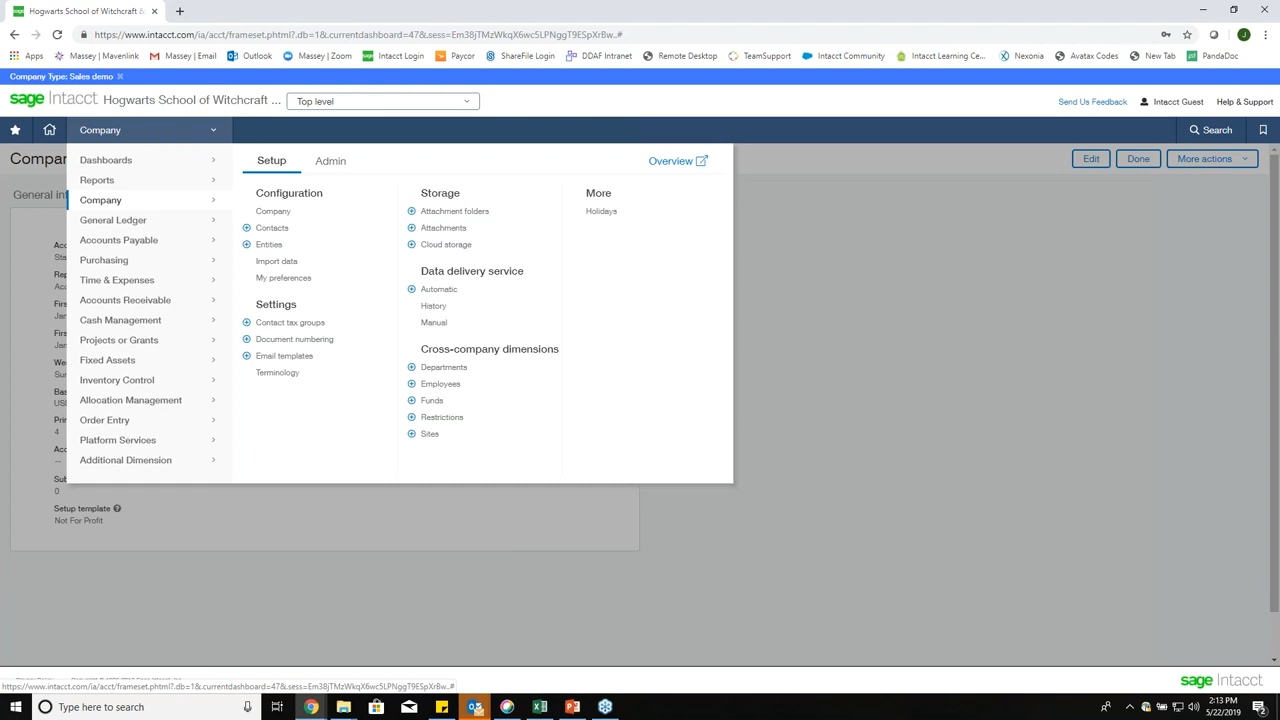 Hogwarts School of Witchcraft an
https://www.intacct.com/ia/acct/frameset.phtml?.db=1&currentdashboard=47&.sess=Em38jTMzWkqX6wc5LPNggT9ESpXrBw..#
Apps
Massey | Mavenlink
Massey | Email
Outlook
Massey | Zoom
Intacct Login
Paycor
ShareFile Login
DDAF Intranet
Remote Desktop
TeamSupport
Intacct Community
Intacct Learning Ce...
Nexonia
Avatax Codes
New Tab
PandaDoc
Company Type: Sales demo
sage Intacct
Hogwarts School of Witchcraft ...
Top level
Send Us Feedback
Intacct Guest
Help & Support
Company
Search
Compan
Edit
Done
More actions
General in
Dashboards
Reports
Company
General Ledger
Accounts Payable
Purchasing
Time & Expenses
Accounts Receivable
Cash Management
Projects or Grants
Fixed Assets
Inventory Control
Allocation Management
Order Entry
Platform Services
Additional Dimension
Setup
Admin
Overview
Configuration
Company
Contacts
Entities
Import data
My preferences
Settings
Contact tax groups
Document numbering
Email templates
Terminology
Storage
Attachment folders
Attachments
Cloud storage
Data delivery service
Automatic
History
Manual
Cross-company dimensions
Departments
Employees
Funds
Restrictions
Sites
More
Holidays
0
Setup template
Not For Profit
https://www.intacct.com/ia/acct/frameset.phtml?.db=1&.currentdashboard=47&.sess=Em38jTMzWkqX6wc5LPNggT9ESpXrBw..#
sage Intacct
Type here to search
2:13 PM
5/22/2019